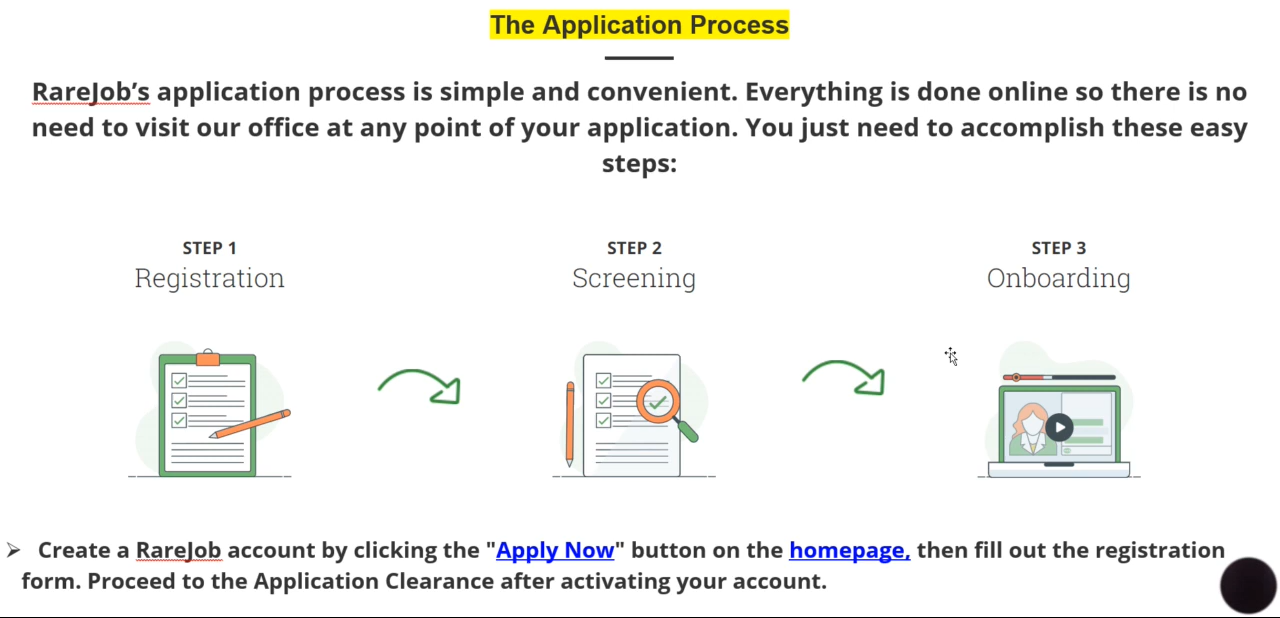 The Application Process
RareJob’s application process is simple and convenient. Everything is done online so there is no
need to visit our office at any point of your application. You just need to accomplish these easy
steps:
STEP 1
Registration
STEP 2
Screening
STEP 3
Onboarding
➢ Create a RareJob account by clicking the "Apply Now" button on the homepage, then fill out the registration
form. Proceed to the Application Clearance after activating your account.